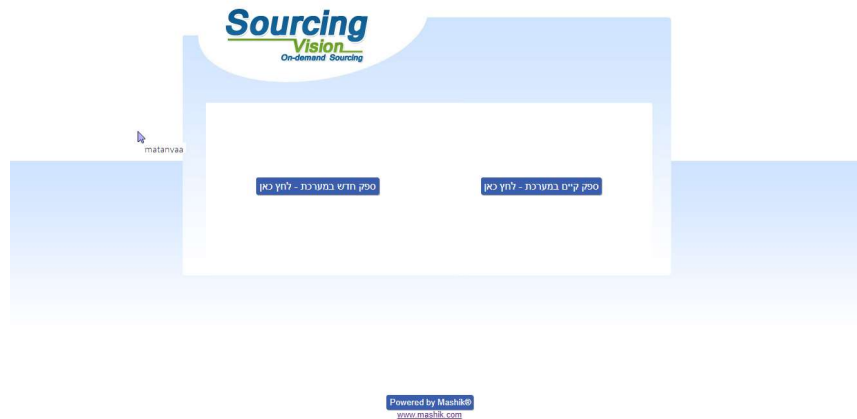 Sourcing
Vision
On-demand Sourcing
matanvaa
ספק קיים במערכת - לחץ כאן
ספק חדש במערכת - לחץ כאן
Powered by Mashik®
www.mashik.com